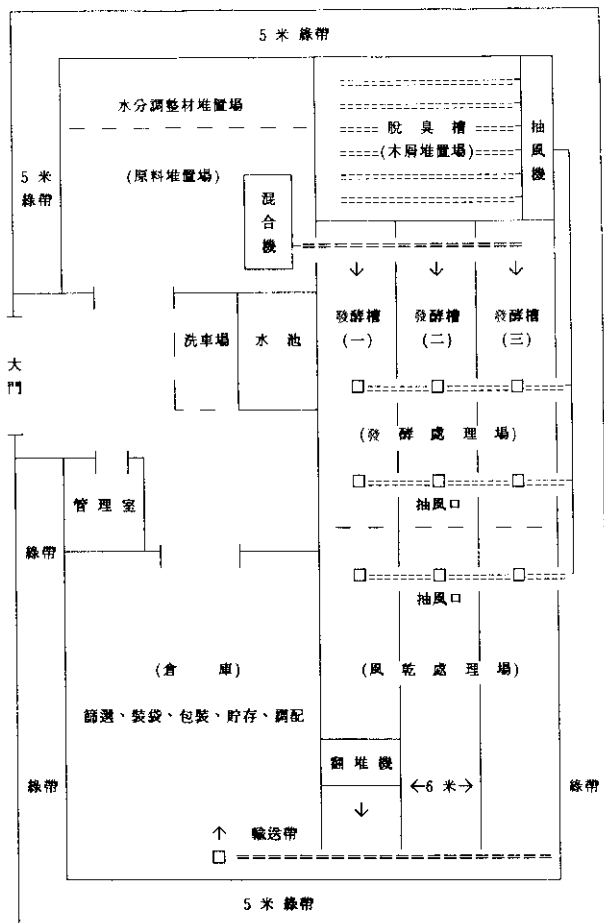 5 米 綠帶
水分調整材堆置場
脫 臭 槽
(木屑堆置場)
抽風機
5 米
綠帶
(原料堆置場)
混合機
發酵槽
(一)
發酵槽
(二)
發酵槽
(三)
洗車場
水 池
大門
(發 酵 處 理 場)
管 理 室
抽風口
綠帶
抽風口
(倉 庫)
(風 乾 處 理 場)
篩選、裝袋、包裝、貯存、調配
翻 堆 機
6 米
綠帶
綠帶
輸送帶
5 米 綠帶